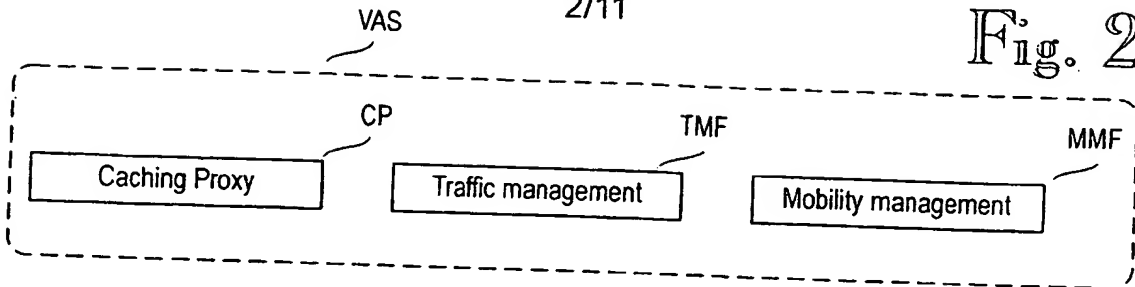 2/11
Fig. 2
VAS
CP
TMF
MMF
Caching Proxy
Traffic management
Mobility management